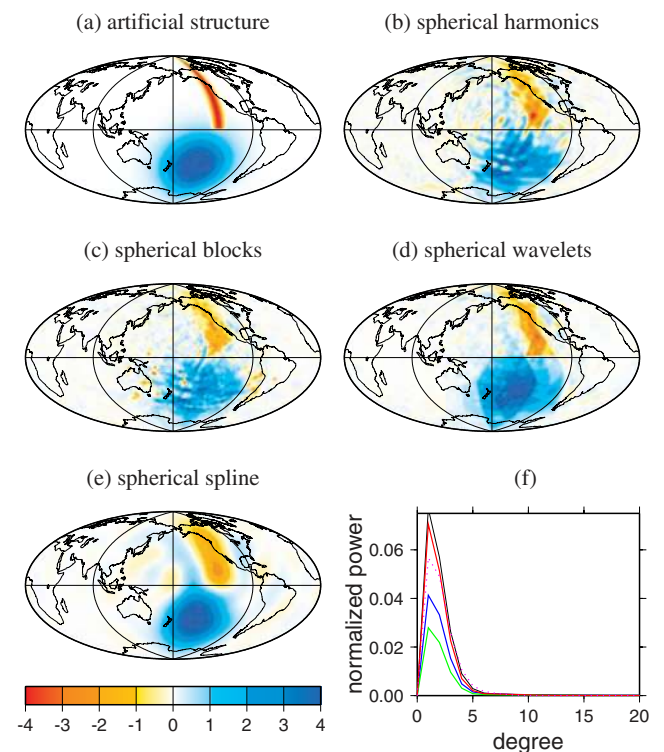 (a) artificial structure
(b) spherical harmonics
(c) spherical blocks
(d) spherical wavelets
(e) spherical spline
(f)
normalized power
0.06
0.04
0.02
0.00
0 5 10 15 20
degree
-4 -3 -2 -1 0 1 2 3 4